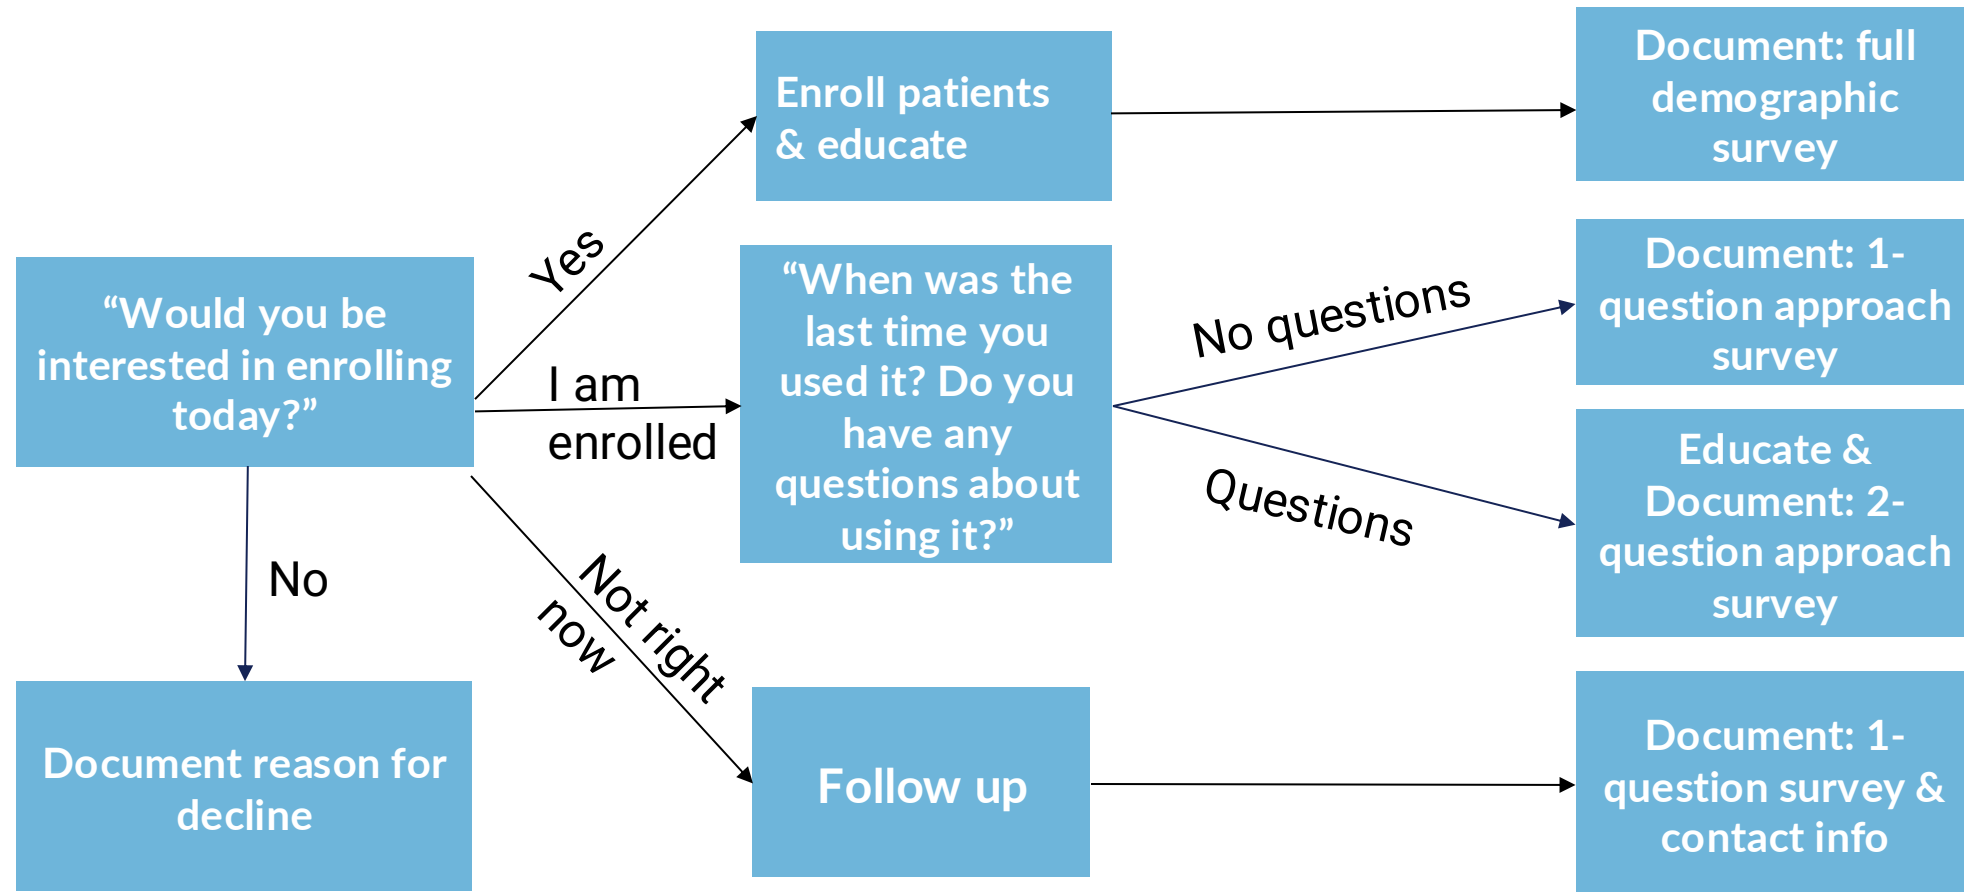 “Would you be
interested in enrolling
today?”
Yes
Enroll patients
& educate
Document: full
demographic
survey
I am
enrolled
“When was the
last time you
used it? Do you
have any
questions about
using it?”
No questions
Document: 1-
question approach
survey
Questions
Educate &
Document: 2-
question approach
survey
Not right
now
Follow up
Document: 1-
question survey &
contact info
No
Document reason for
decline